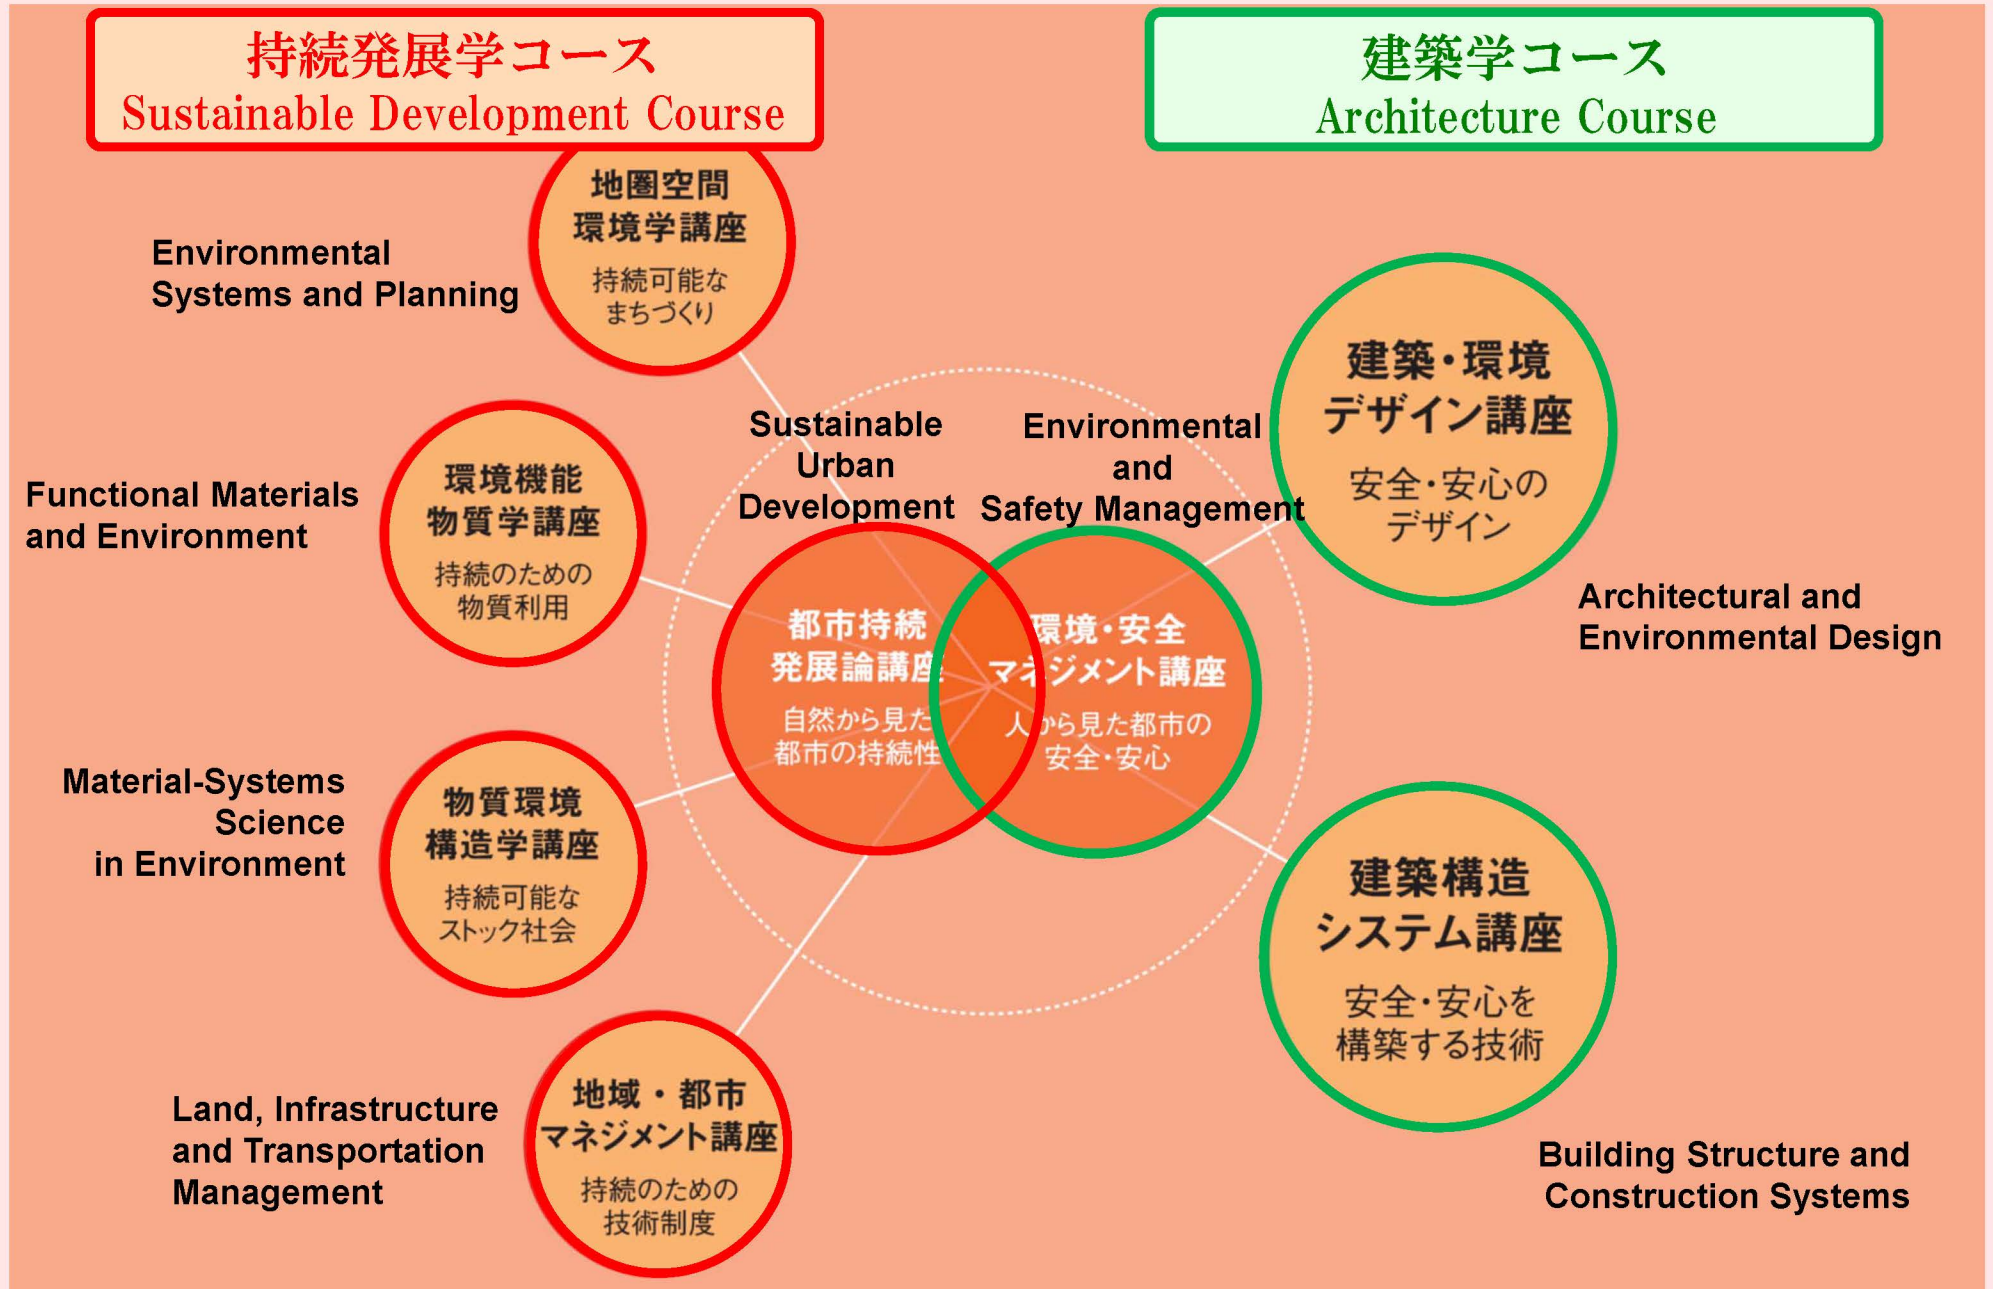 持続発展学コース
Sustainable Development Course
建築学コース
Architecture Course
地圏空間
環境学講座
持続可能な
まちづくり
Environmental
Systems and Planning
環境機能
物質学講座
持続のための
物質利用
Functional Materials
and Environment
物質環境
構造学講座
持続可能な
ストック社会
Material-Systems
Science
in Environment
地域・都市
マネジメント講座
持続のための
技術制度
Land, Infrastructure
and Transportation
Management
Sustainable
Urban
Development
都市持続
発展論講座
自然から見た
都市の持続性
Environmental
and
Safety Management
環境・安全
マネジメント講座
人から見た都市の
安全・安心
建築・環境
デザイン講座
安全・安心の
デザイン
Architectural and
Environmental Design
建築構造
システム講座
安全・安心を
構築する技術
Building Structure and
Construction Systems